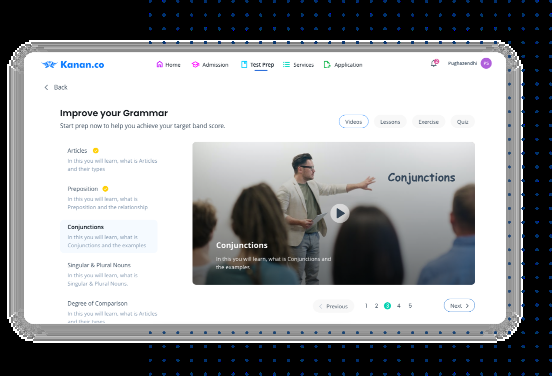 Kanan.co
Home
Admission
Test Prep
Services
Application
Pughazendhi
PS
Back
Improve your Grammar
Start prep now to help you achieve your target band score.
Videos
Lessons
Exercise
Quiz
Articles
In this you will learn, what is Articles
and their types
Preposition
In this you will learn, what is
Preposition and the relationship
Conjunctions
In this you will learn, what is
Conjunctions and the examples
Singular & Plural Nouns
In this you will learn, what is
Singular & Plural Nouns.
Degree of Comparison
In this you will learn, what is Articles
and their types
Conjunctions
Conjunctions
In this you will learn, what is Conjunctions and
the examples
Previous
1 2 3 4 5
Next